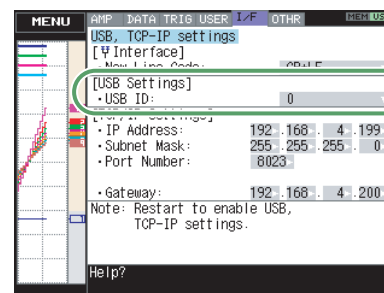 MENU AMP DATA TRIG USER I/F OTHR MEM US
USB, TCP-IP settings
[Ψ Interface]
[USB Settings]
・USB ID: 0
・IP Address: 192 . 168 . 4 . 199
・Subnet Mask: 255 . 255 . 255 . 0
・Port Number: 8023
・Gateway: 192 . 168 . 4 . 200
Note: Restart to enable USB,
TCP-IP settings.
Help?